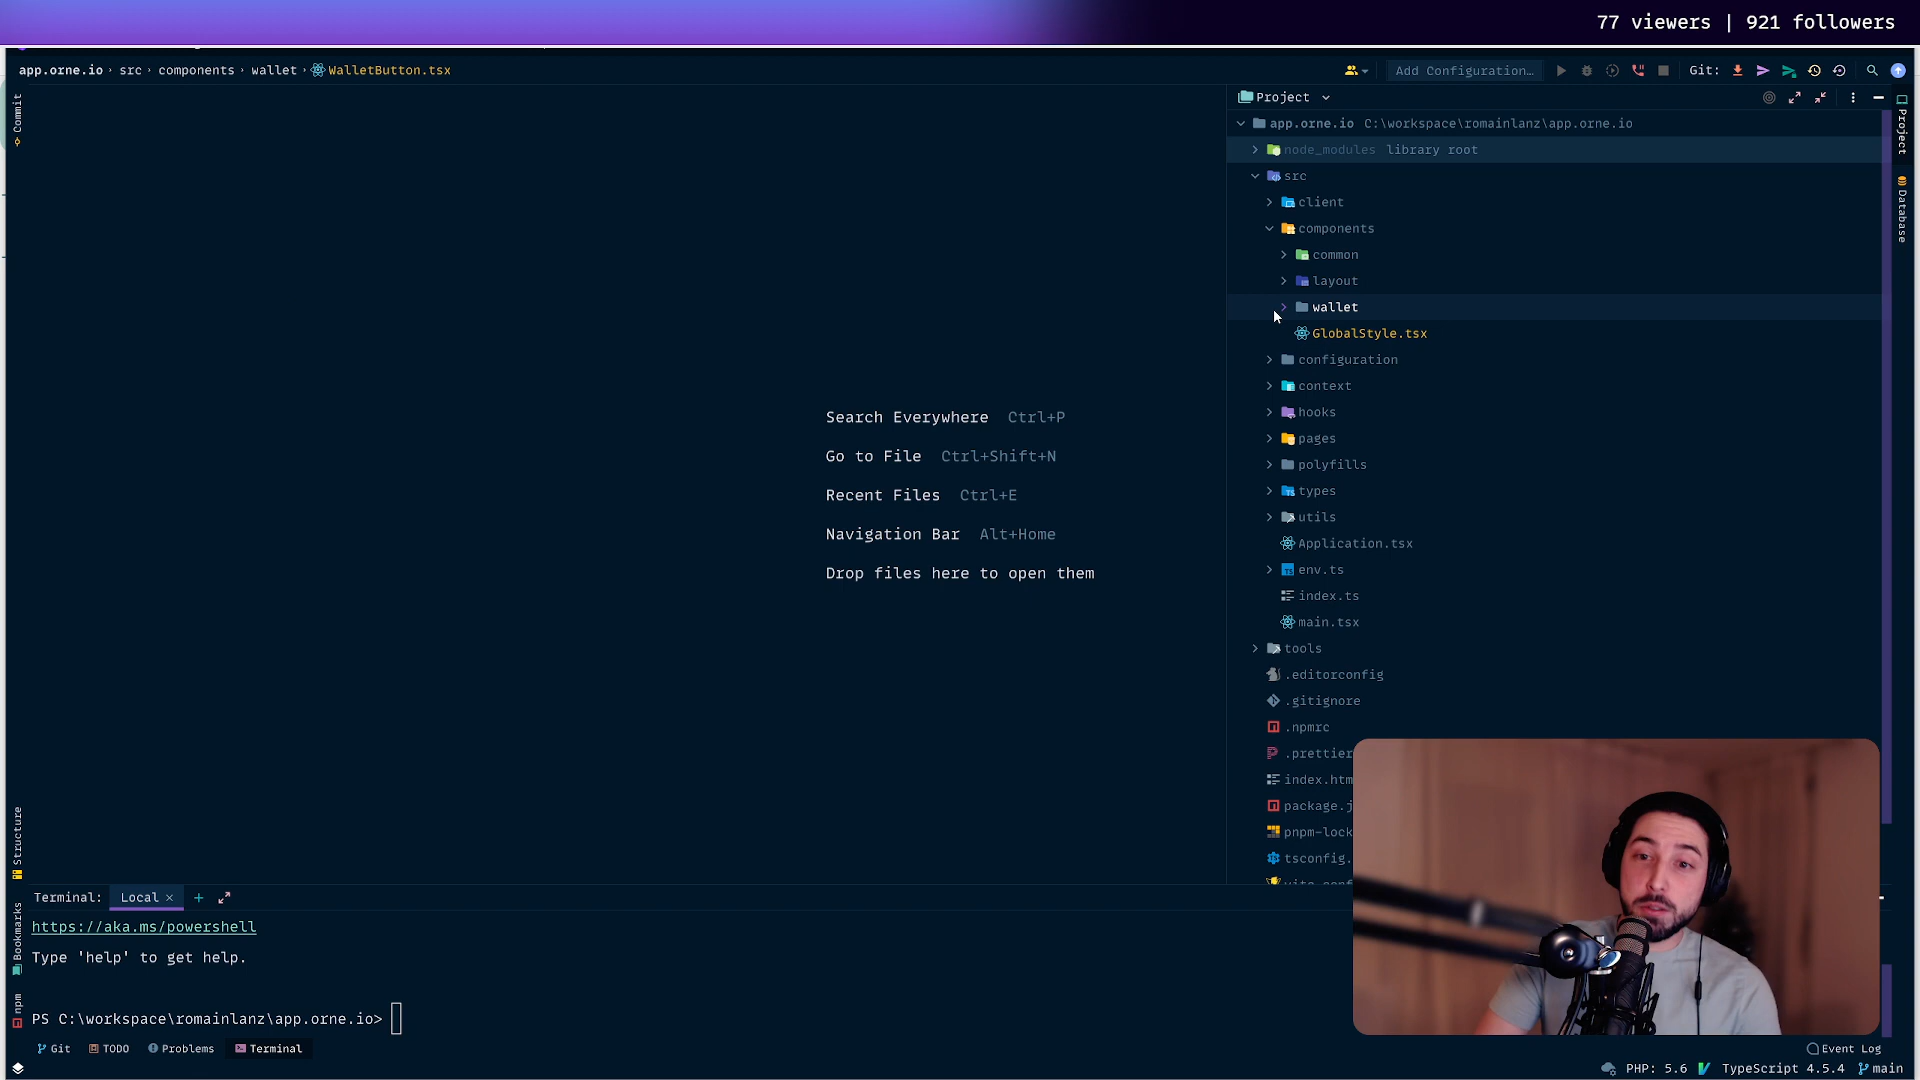 77 viewers | 921 followers
app.orne.io › src › components › wallet › WalletButton.tsx
Add Configuration…
Git:
Commit
Project
app.orne.io C:\workspace\romainlanz\app.orne.io
node_modules library root
src
client
components
common
layout
wallet
GlobalStyle.tsx
configuration
context
hooks
pages
polyfills
types
utils
Application.tsx
env.ts
index.ts
main.tsx
tools
.editorconfig
.gitignore
.npmrc
.prettier
index.htm
package.j
pnpm-lock
tsconfig.
Project
Database
Search Everywhere Ctrl+P
Go to File Ctrl+Shift+N
Recent Files Ctrl+E
Navigation Bar Alt+Home
Drop files here to open them
Structure
Bookmarks
npm
Terminal: Local × +
https://aka.ms/powershell
Type 'help' to get help.
PS C:\workspace\romainlanz\app.orne.io>
Git TODO Problems Terminal
Event Log
PHP: 5.6 TypeScript 4.5.4 main